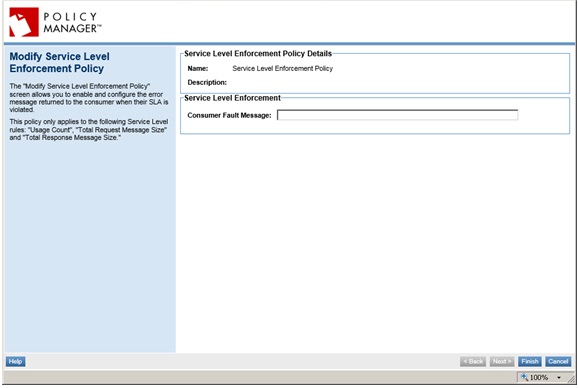 POLICY
MANAGER™
Modify Service Level
Enforcement Policy
The "Modify Service Level Enforcement Policy"
screen allows you to enable and configure the error
message returned to the consumer when their SLA is
violated.
This policy only applies to the following Service Level
rules: "Usage Count", "Total Request Message Size"
and "Total Response Message Size."
Service Level Enforcement Policy Details
Name: Service Level Enforcement Policy
Description:
Service Level Enforcement
Consumer Fault Message:
Help
< Back Next > Finish Cancel
100%